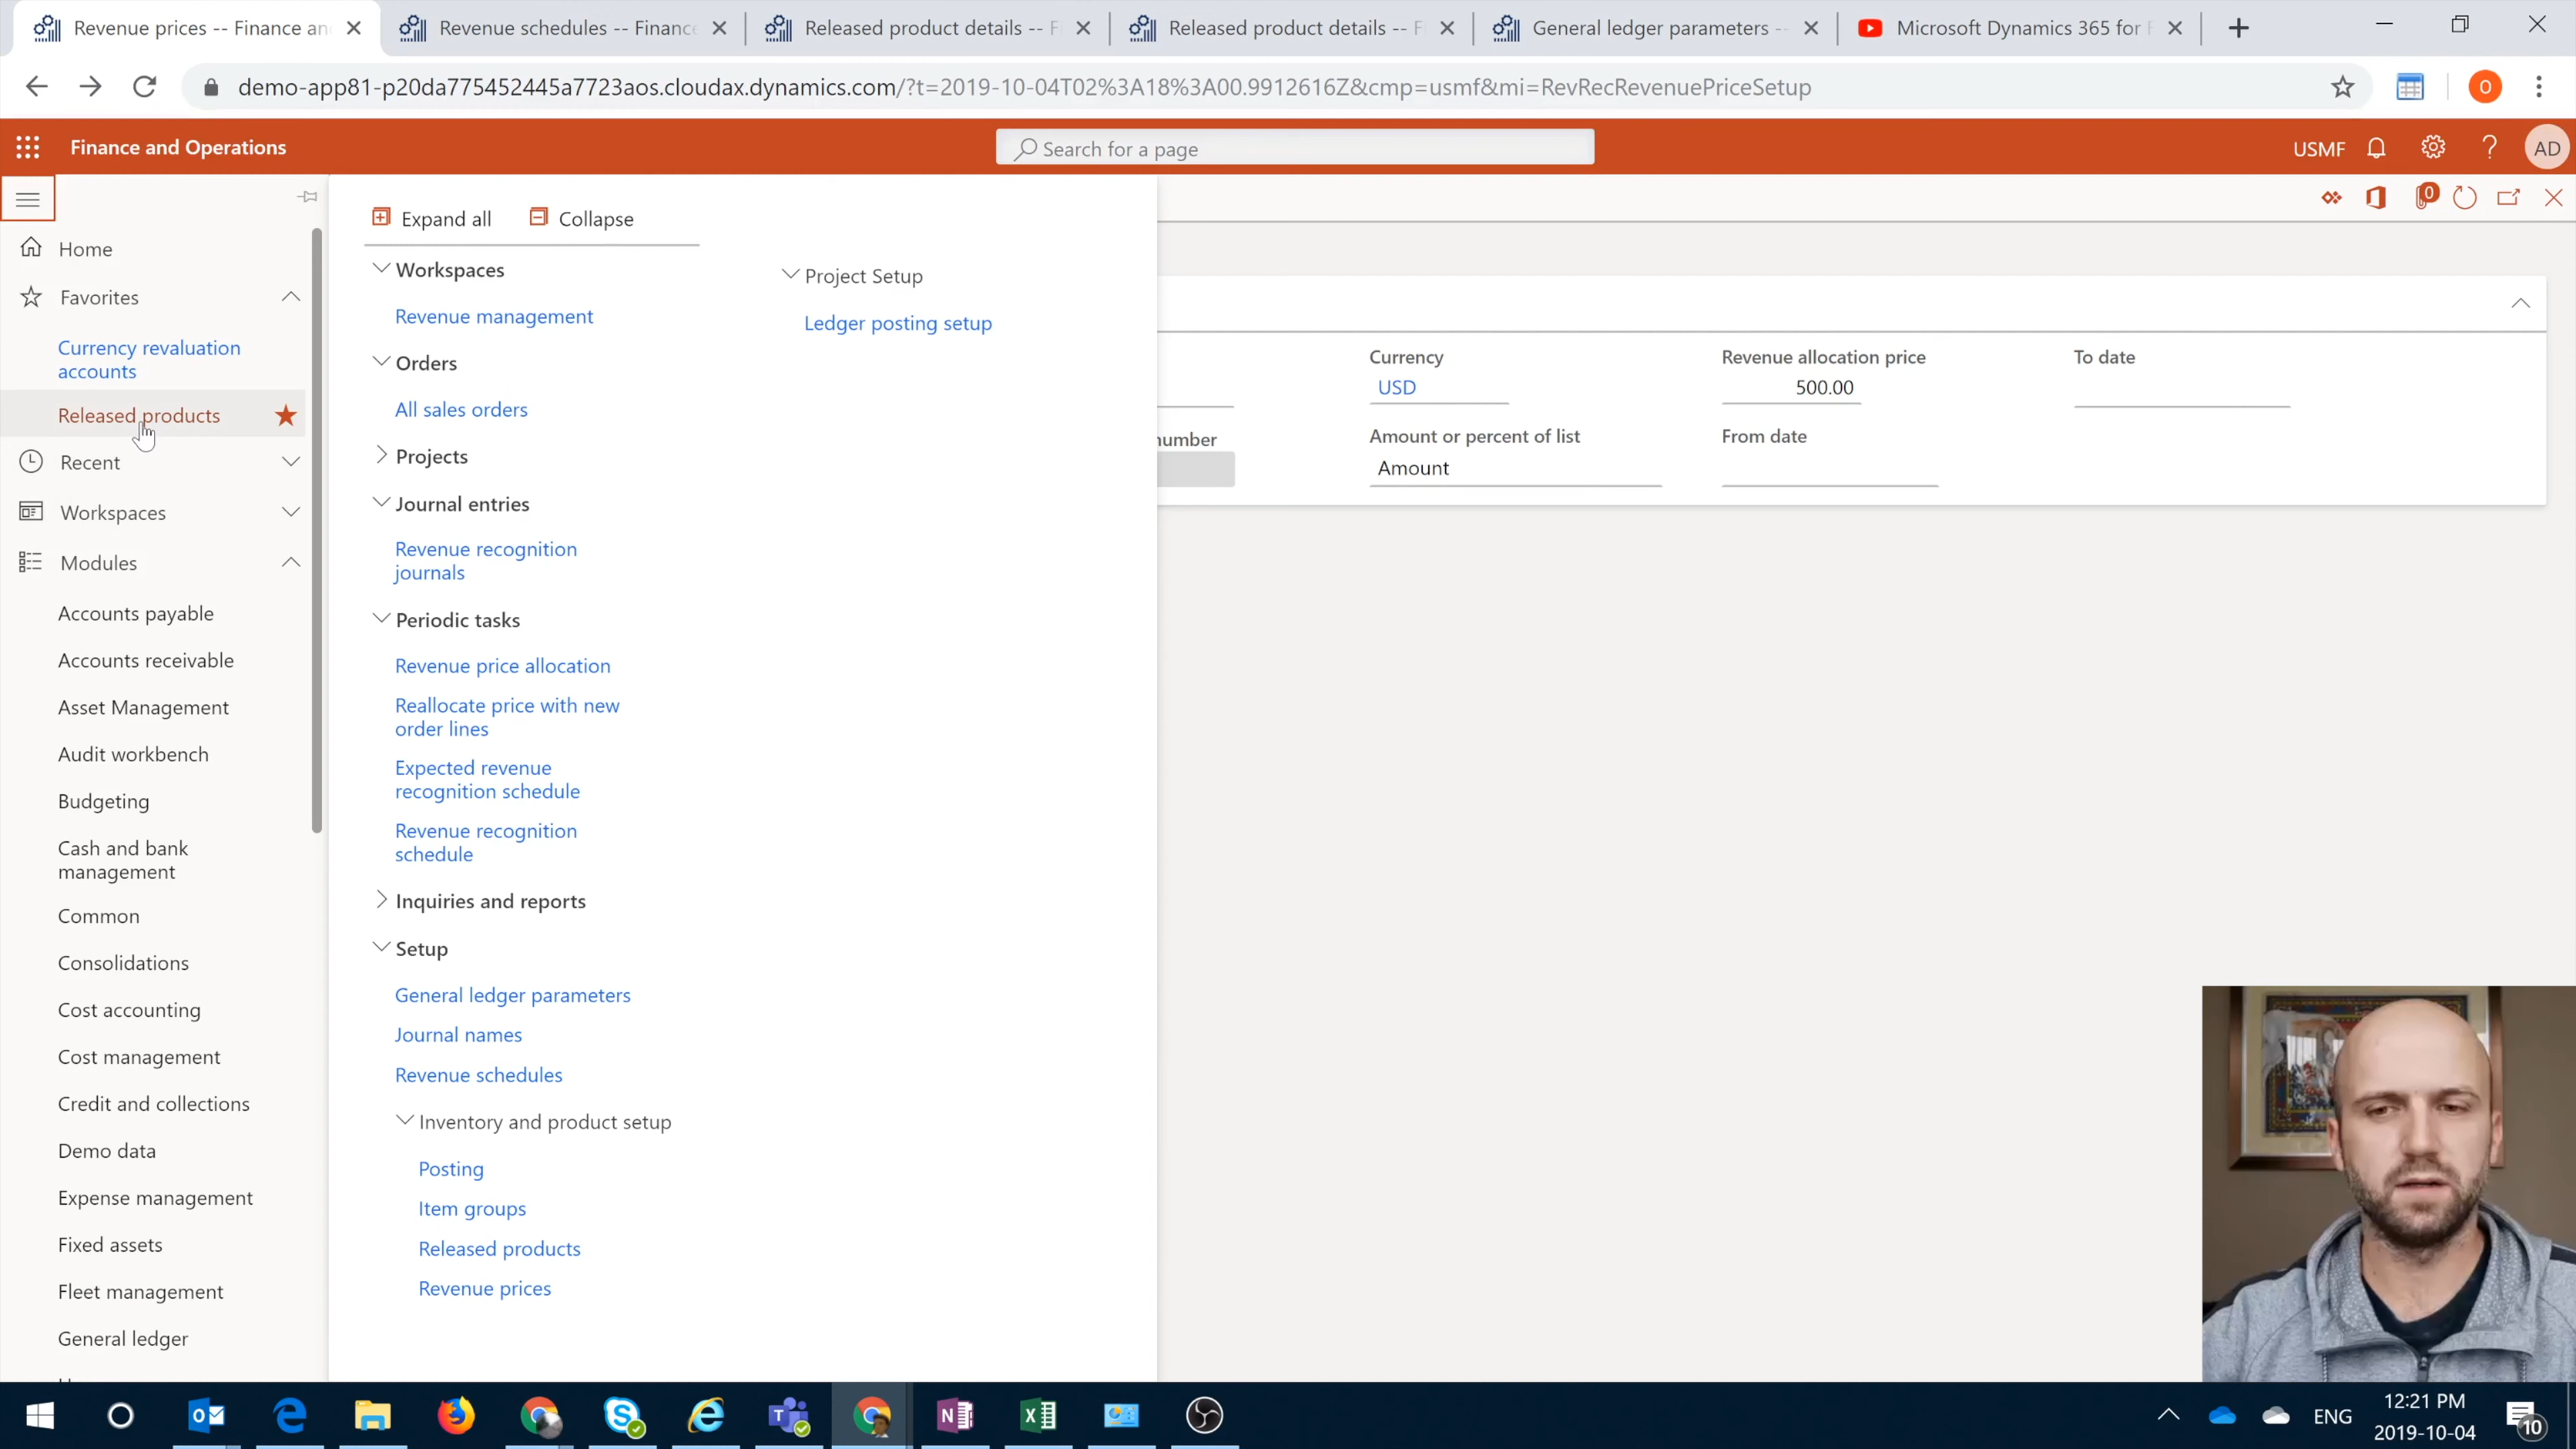 Revenue prices -- Finance an
Revenue schedules -- Finance
Released product details -- F
Released product details -- F
General ledger parameters --
Microsoft Dynamics 365 for F
demo-app81-p20da775452445a7723aos.cloudax.dynamics.com/?t=2019-10-04T02%3A18%3A00.9912616Z&cmp=usmf&mi=RevRecRevenuePriceSetup
O
Finance and Operations
Search for a page
USMF
?
AD
0
Home
Favorites
Currency revaluation
accounts
Released products
Recent
Workspaces
Modules
Accounts payable
Accounts receivable
Asset Management
Audit workbench
Budgeting
Cash and bank
management
Common
Consolidations
Cost accounting
Cost management
Credit and collections
Demo data
Expense management
Fixed assets
Fleet management
General ledger
Expand all
Collapse
Workspaces
Revenue management
Orders
All sales orders
Projects
Journal entries
Revenue recognition
journals
Periodic tasks
Revenue price allocation
Reallocate price with new
order lines
Expected revenue
recognition schedule
Revenue recognition
schedule
Inquiries and reports
Setup
General ledger parameters
Journal names
Revenue schedules
Inventory and product setup
Posting
Item groups
Released products
Revenue prices
Project Setup
Ledger posting setup
Currency
Revenue allocation price
To date
USD
500.00
number
Amount or percent of list
From date
Amount
ENG
12:21 PM
2019-10-04
10